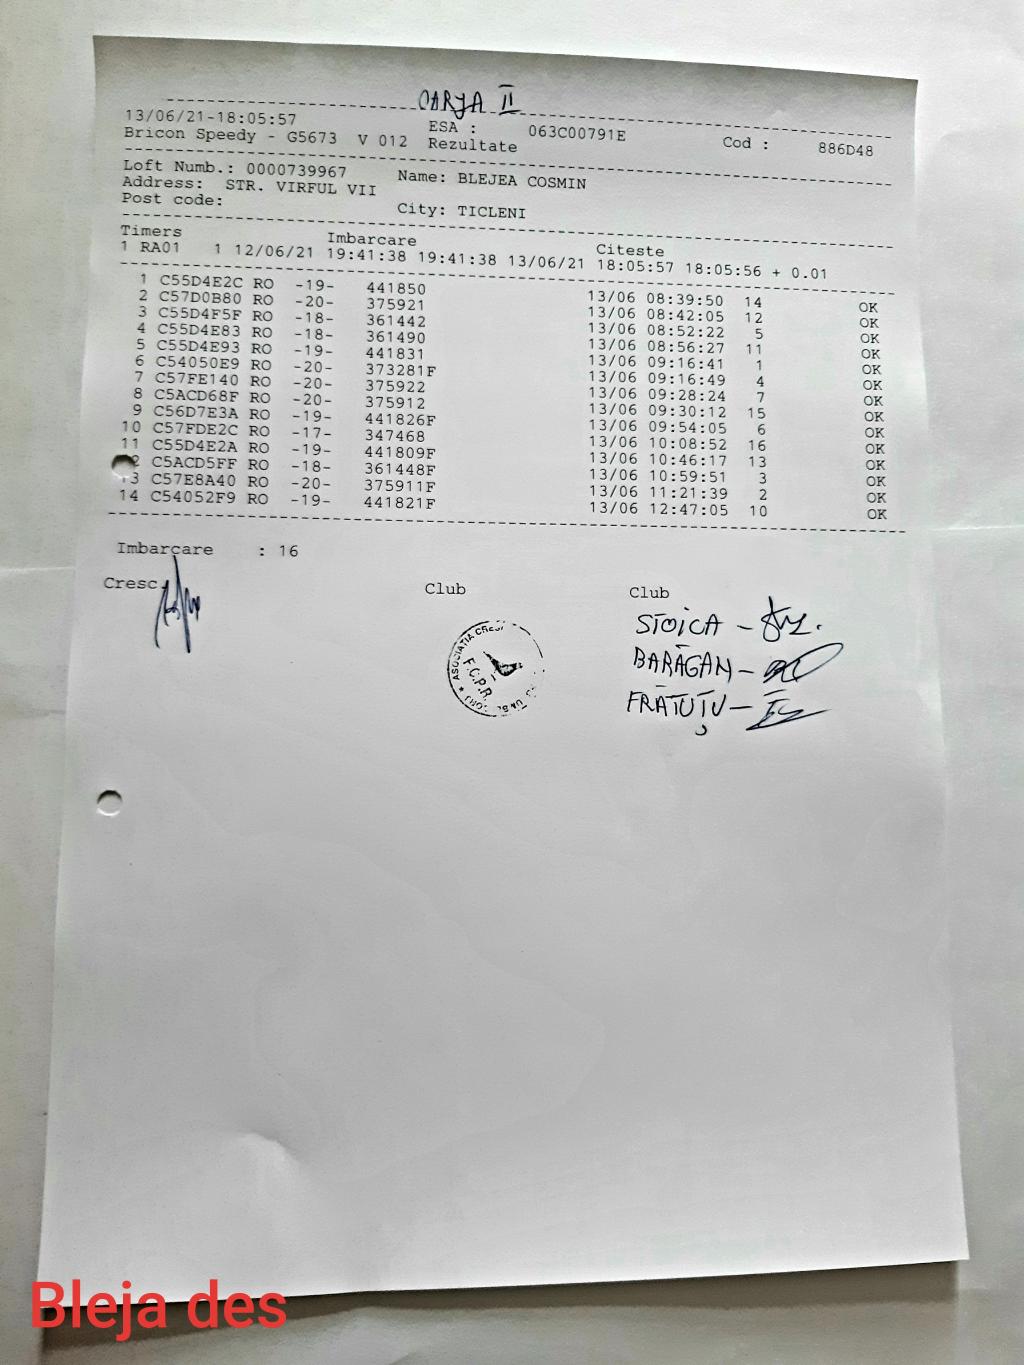 OARJA II
13/06/21-18:05:57 ESA : 063C00791E Cod : 886D48
Bricon Speedy - G5673 V 012 Rezultate
Loft Numb.: 0000739967 Name: BLEJEA COSMIN
Address: STR. VIRFUL VII
Post code: City: TICLENI
Timers Imbarcare Citeste
1 RA01 1 12/06/21 19:41:38 19:41:38 13/06/21 18:05:57 18:05:56 + 0.01
1 C55D4E2C RO -19- 441850 13/06 08:39:50 14 OK
2 C57D0B80 RO -20- 375921 13/06 08:42:05 12 OK
3 C55D4F5F RO -18- 361442 13/06 08:52:22 5 OK
4 C55D4E83 RO -18- 361490 13/06 08:56:27 11 OK
5 C55D4E93 RO -19- 441831 13/06 09:16:41 1 OK
6 C54050E9 RO -20- 373281F 13/06 09:16:49 4 OK
7 C57FE140 RO -20- 375922 13/06 09:28:24 7 OK
8 C5ACD68F RO -20- 375912 13/06 09:30:12 15 OK
9 C56D7E3A RO -19- 441826F 13/06 09:54:05 6 OK
10 C57FDE2C RO -17- 347468 13/06 10:08:52 16 OK
11 C55D4E2A RO -19- 441809F 13/06 10:46:17 13 OK
2 C5ACD5FF RO -18- 361448F 13/06 10:59:51 3 OK
13 C57E8A40 RO -20- 375911F 13/06 11:21:39 2 OK
14 C54052F9 RO -19- 441821F 13/06 12:47:05 10 OK
Imbarcare : 16
Cresc. Club Club
STOICA -
BARĂGAN -
FRĂTUȚU -
ASOCIATIA
F.C.P.R.
Bleja des